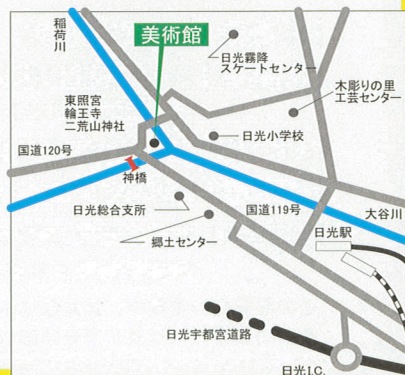 稲荷川
美術館
日光霧降
スケートセンター
木彫りの里
工芸センター
東照宮
輪王寺
二荒山神社
日光小学校
国道120号
神橋
日光総合支所
国道119号
大谷川
郷土センター
日光駅
日光宇都宮道路
日光I.C.